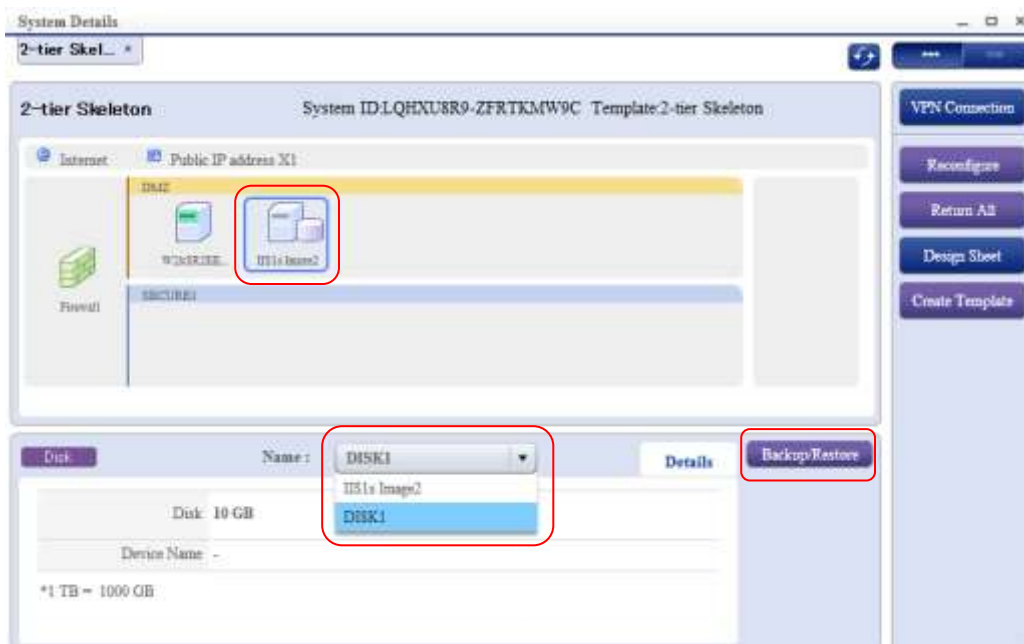 System Details
2-tier Skel... ×
2-tier Skeleton
System ID:LQHXU8R9-ZFRTKMW9C Template:2-tier Skeleton
Internet
Public IP address X1
DMZ
IIS1s Image2
Firewall
SECURE1
VPN Connection
Reconfigure
Return All
Design Sheet
Create Template
Disk
Name :
DISK1
IIS1s Image2
DISK1
Details
Backup/Restore
Disk 10 GB
Device Name -
*1 TB = 1000 GB